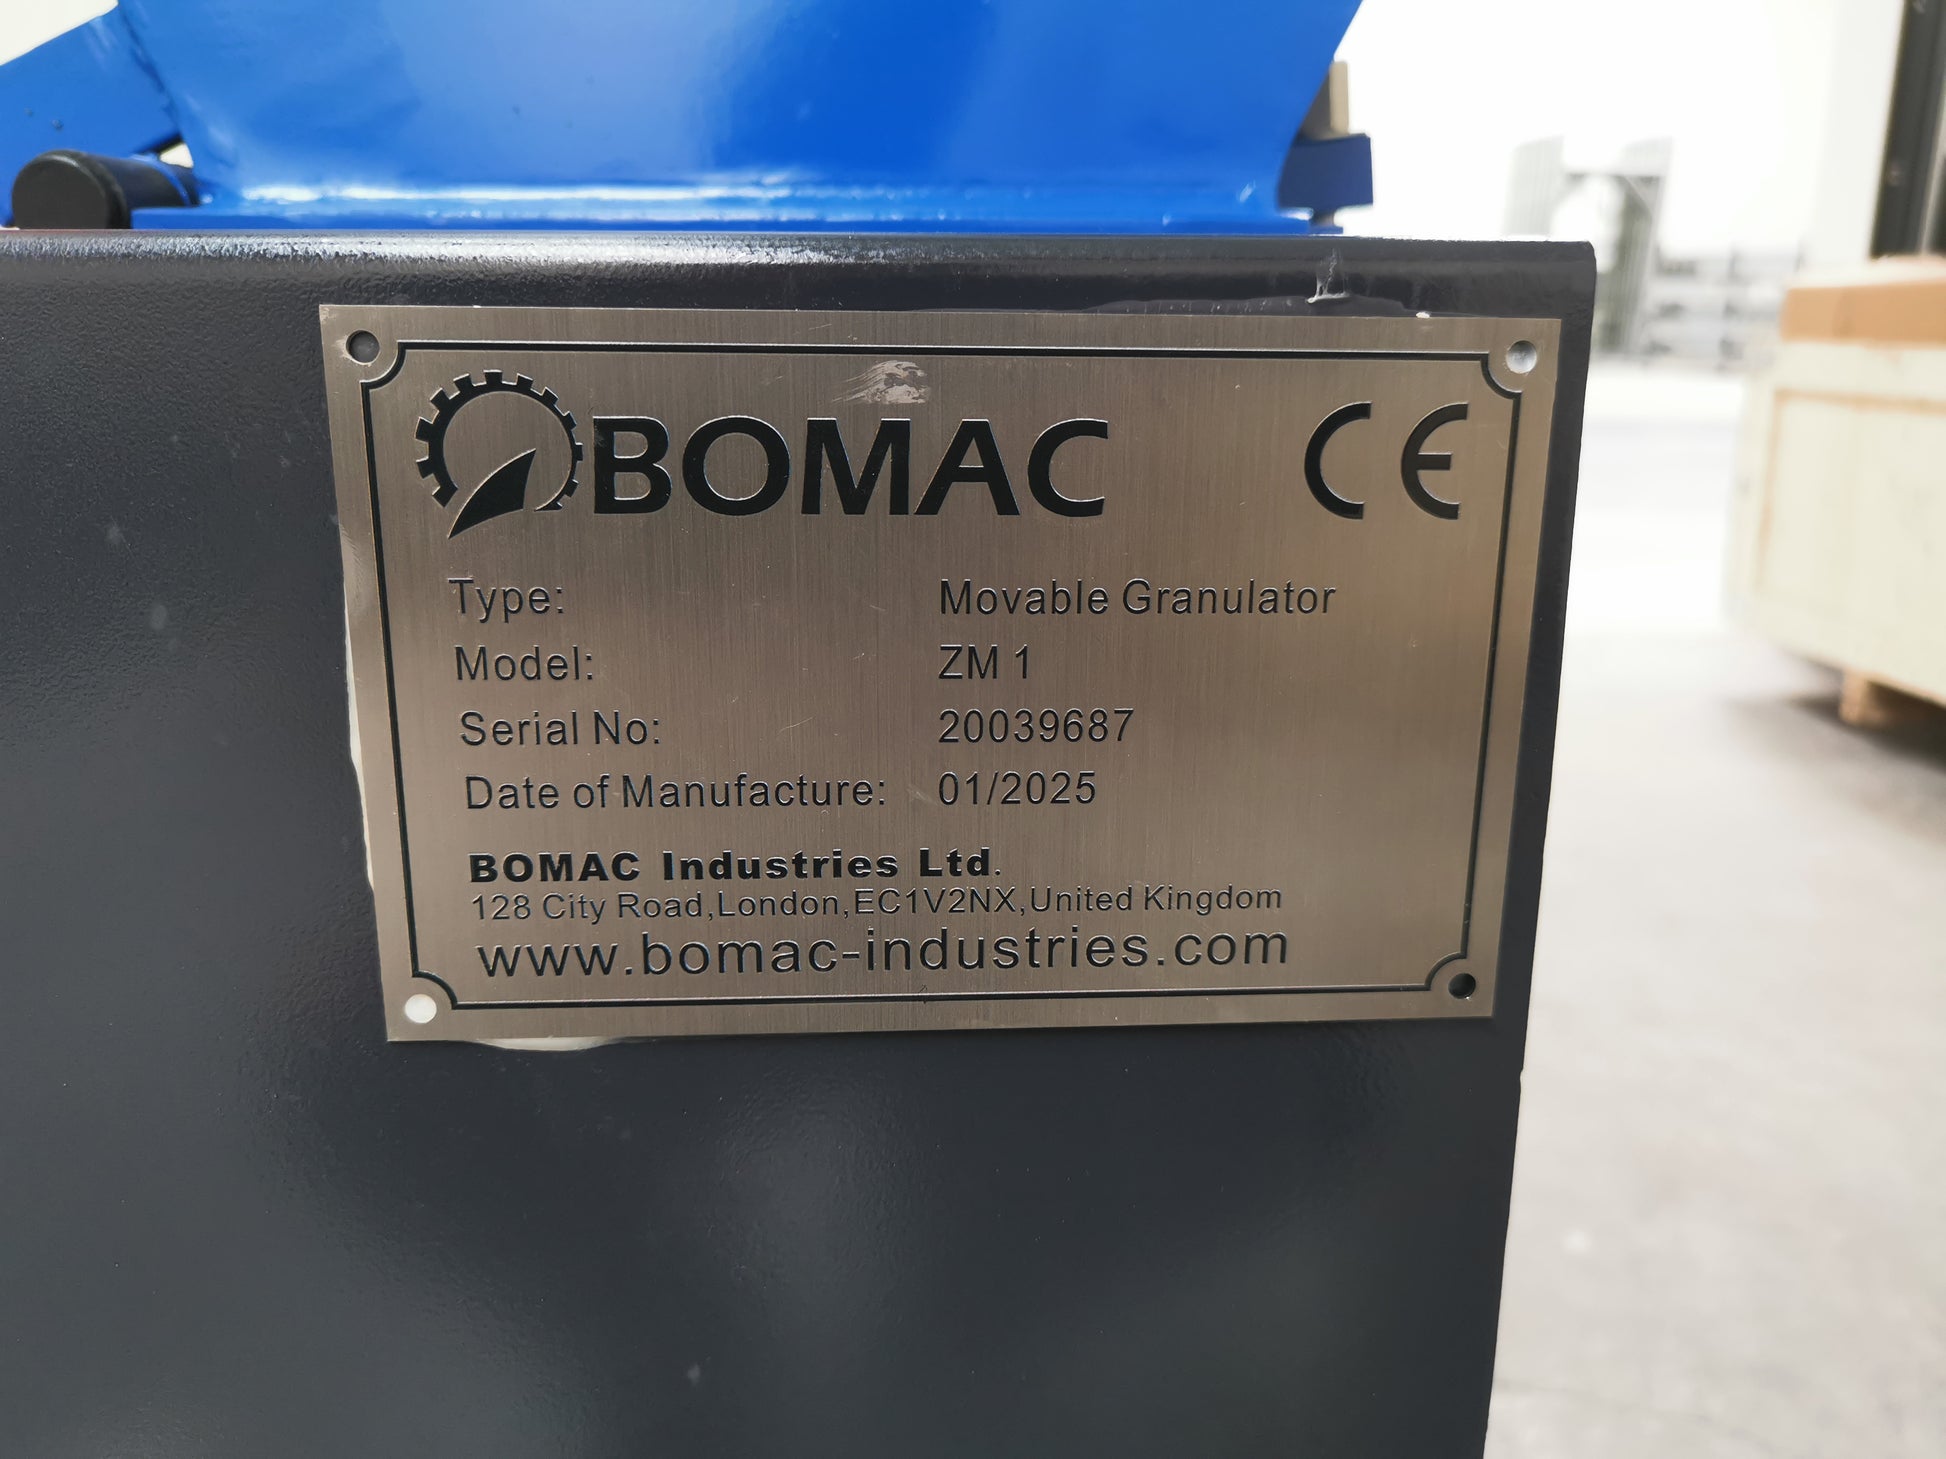 BOMAC CE
Type: Movable Granulator
Model: ZM 1
Serial No: 20039687
Date of Manufacture: 01/2025
BOMAC Industries Ltd.
128 City Road,London,EC1V2NX,United Kingdom
www.bomac-industries.com